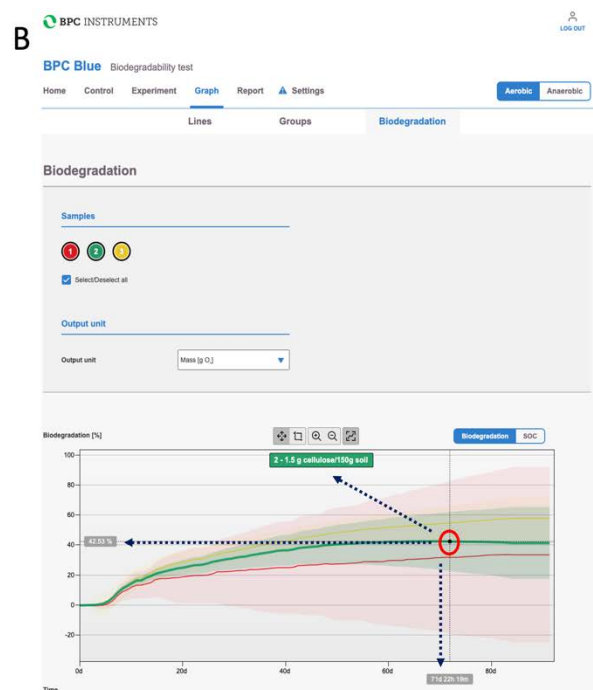 B
BPC INSTRUMENTS
LOG OUT
BPC Blue Biodegradability test
Home Control Experiment Graph Report Settings Aerobic Anaerobic
Lines Groups Biodegradation
Biodegradation
Samples
1 2 3
Select/Deselect all
Output unit
Output unit Mass [g O₂]
Biodegradation [%] Biodegradation SOC
2 - 1.5 g cellulose/150g soil
100
80
60
42.53 %
40
20
0
-20
0d 20d 40d 60d 80d
71d 22h 19m
Time